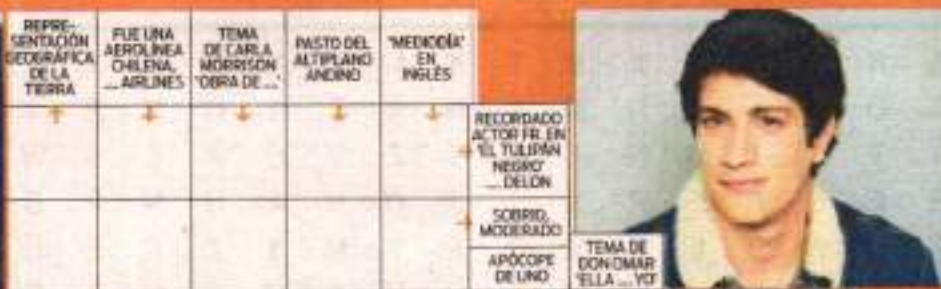 REPRE-
SENTACIÓN
GEOGRÁFICA
DE LA
TIERRA
FUE UNA
AEROLÍNEA
CHILENA,
... AIRLINES
TEMA
DE CARLA
MORRISON
'OBRA DE ...'
PASTO DEL
ALTIPLANO
ANDINO
"MEDIODÍA"
EN
INGLÉS
RECORDADO
ACTOR FR. EN
'EL TULIPÁN
NEGRO'
... DELON
SOBRIO,
MODERADO
APÓCOPE
DE UNO
TEMA DE
DON OMAR
'ELLA ... YO'